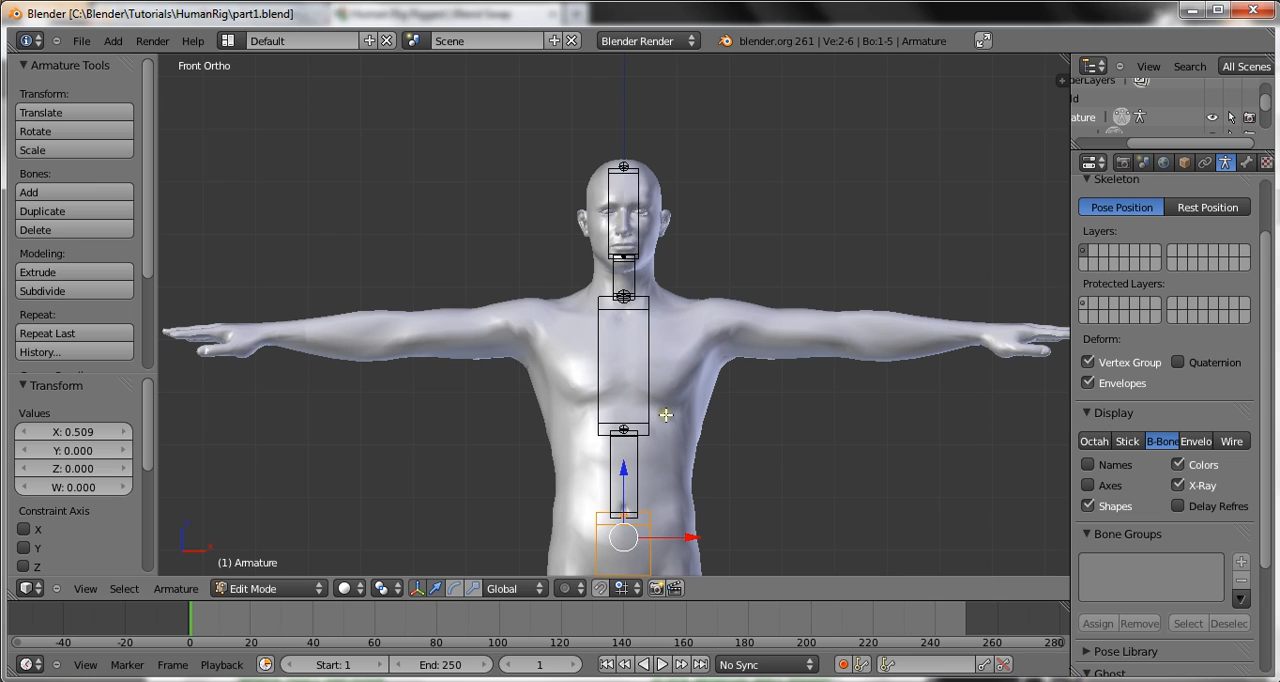 Blender [C:\Blender\Tutorials\HumanRig\part1.blend]
File Add Render Help Default Scene Blender Render blender.org 261 | Ve:2-6 | Bo:1-5 | Armature
Armature Tools
Transform:
Translate
Rotate
Scale
Bones:
Add
Duplicate
Delete
Modeling:
Extrude
Subdivide
Repeat:
Repeat Last
History...
Transform
Values
X: 0.509
Y: 0.000
Z: 0.000
W: 0.000
Constraint Axis
X
Y
Z
Front Ortho
(1) Armature
View Select Armature Edit Mode Global
-40 -20 0 20 40 60 80 100 120 140 160 180 200 220 240 260 280
View Marker Frame Playback Start: 1 End: 250 1 No Sync
View Search All Scenes
derLayers
ld
ature
Skeleton
Pose Position Rest Position
Layers:
Protected Layers:
Deform:
Vertex Group Quaternion
Envelopes
Display
Octah Stick B-Bone Envelo Wire
Names Colors
Axes X-Ray
Shapes Delay Refres
Bone Groups
Assign Remove Select Deselec
Pose Library
Ghost